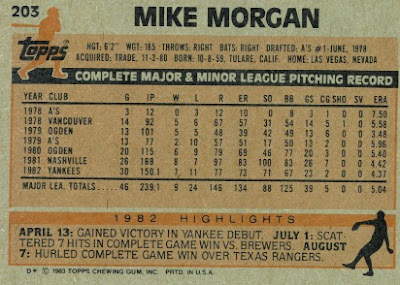 203
MIKE MORGAN
Topps
HGT: 6'2" WGT: 185 THROWS: RIGHT BATS: RIGHT DRAFTED: A'S #1-JUNE, 1978
ACQUIRED: TRADE, 11-3-80 BORN: 10-8-59, TULARE, CALIF. HOME: LAS VEGAS, NEVADA
COMPLETE MAJOR & MINOR LEAGUE PITCHING RECORD
YEAR CLUB G IP W L R ER SO BB GS CG SHO SV ERA
1978 A'S 3 12 0 3 12 10 0 8 3 1 0 0 7.50
1978 VANCOUVER 14 92 5 6 67 57 31 54 14 5 1 0 5.58
1979 OGDEN 13 101 5 5 48 39 42 49 13 6 0 0 3.48
1979 A'S 13 77 2 10 57 51 17 50 13 2 0 0 5.96
1980 OGDEN 20 115 6 9 79 69 46 77 20 3 0 0 5.40
1981 NASHVILLE 26 169 8 7 97 83 100 83 26 7 0 0 4.42
1982 YANKEES 30 150.1 7 11 77 73 71 67 23 2 0 0 4.37
MAJOR LEA. TOTALS..... 46 239.1 9 24 146 134 88 125 39 5 0 0 5.04
1982 HIGHLIGHTS
APRIL 13: GAINED VICTORY IN YANKEE DEBUT. JULY 1: SCAT-
TERED 7 HITS IN COMPLETE GAME WIN VS. BREWERS. AUGUST
7: HURLED COMPLETE GAME WIN OVER TEXAS RANGERS.
D* © 1983 TOPPS CHEWING GUM, INC. PRTD. IN U.S.A.